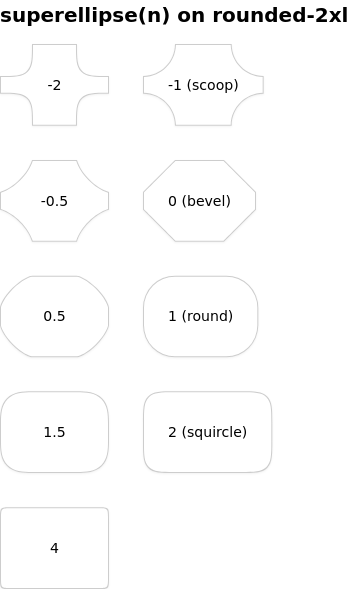 superellipse(n) on rounded-2xl
-2
-1 (scoop)
-0.5
0 (bevel)
0.5
1 (round)
1.5
2 (squircle)
4